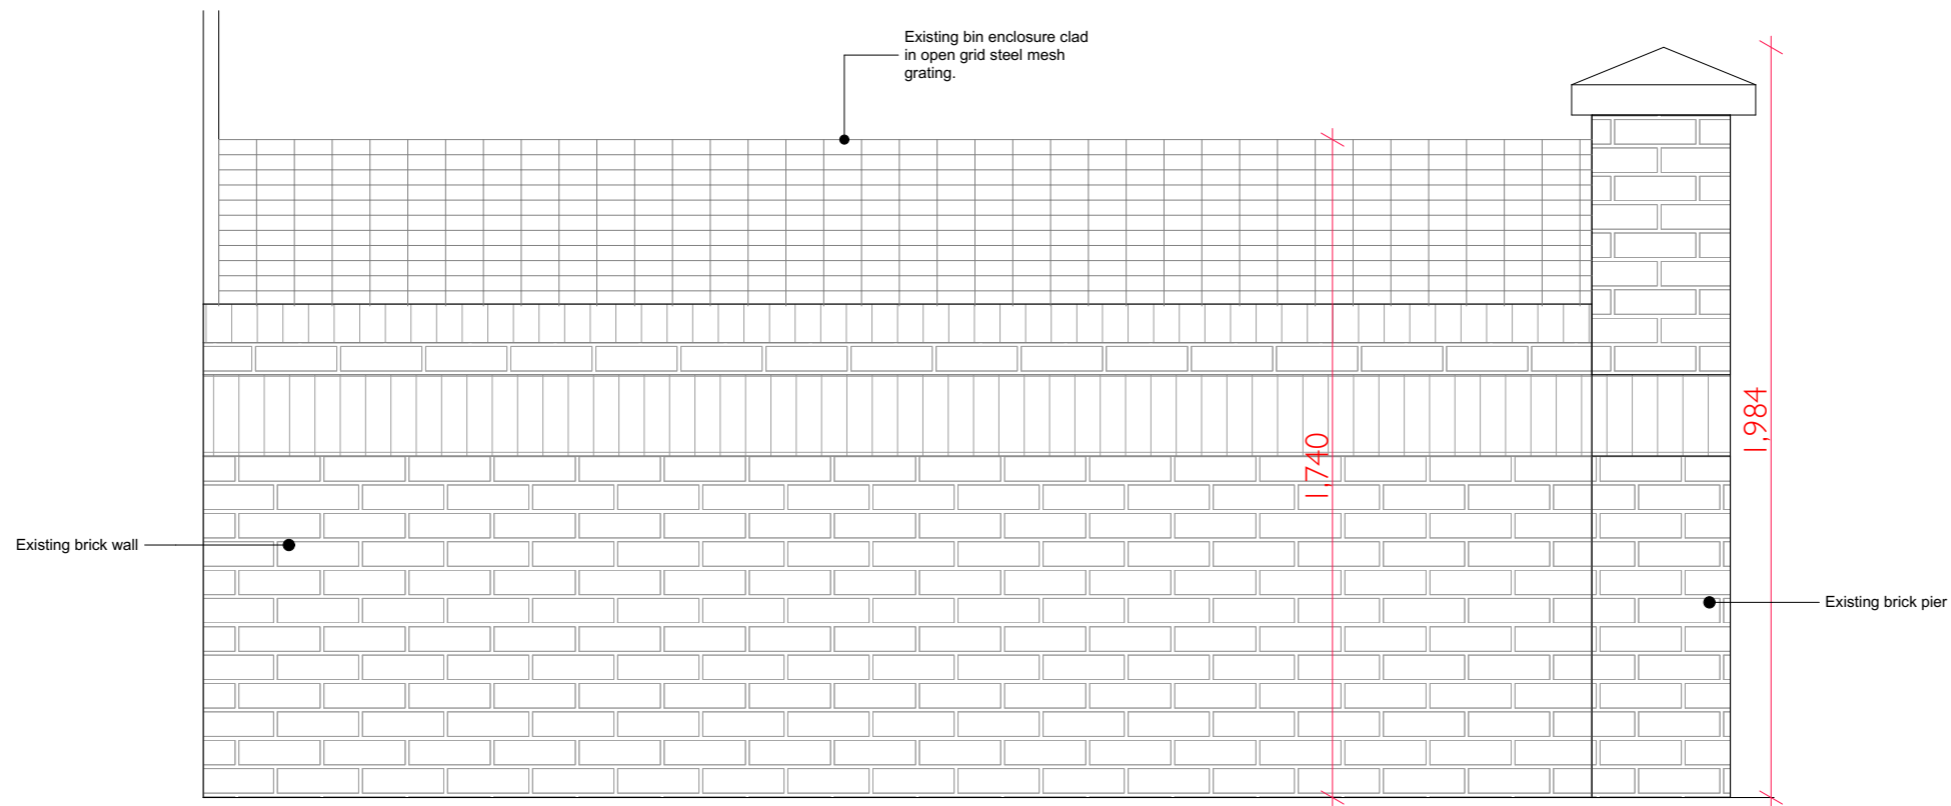 Existing bin enclosure clad
in open grid steel mesh
grating.
1,984
1,740
Existing brick wall
Existing brick pier